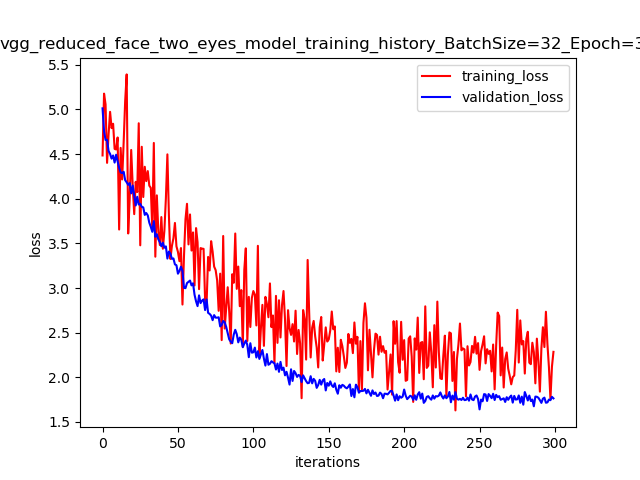 vgg_reduced_face_two_eyes_model_training_history_BatchSize=32_Epoch=3
5.5
5.0
4.5
4.0
3.5
3.0
2.5
2.0
1.5
loss
training_loss
validation_loss
0 50 100 150 200 250 300
iterations